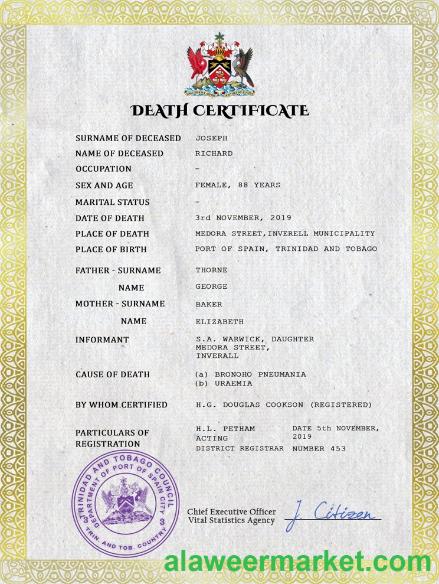 DEATH CERTIFICATE
SURNAME OF DECEASED JOSEPH
NAME OF DECEASED RICHARD
OCCUPATION -
SEX AND AGE FEMALE, 88 YEARS
MARITAL STATUS -
DATE OF DEATH 3rd NOVEMBER, 2019
PLACE OF DEATH MEDORA STREET,INVERELL MUNICIPALITY
PLACE OF BIRTH PORT OF SPAIN, TRINIDAD AND TOBAGO
FATHER - SURNAME THORNE
NAME GEORGE
MOTHER - SURNAME BAKER
NAME ELIZABETH
INFORMANT S.A. WARWICK, DAUGHTER
MEDORA STREET,
INVERALL
CAUSE OF DEATH (a) BRONOHO PNEUMANIA
(b) URAEMIA
BY WHOM CERTIFIED H.G. DOUGLAS COOKSON (REGISTERED)
PARTICULARS OF REGISTRATION
H.L. PETHAM DATE 5th NOVEMBER,
ACTING 2019
DISTRICT REGISTRAR NUMBER 453
TRINIDAD AND TOBAGO COUNCIL
DEPARTMENT OF PORT OF SPAIN CITY
TRIN. AND TOB. COUNTRY
Chief Executive Officer
Vital Statistics Agency
J. Citizen
alaweermarket.com